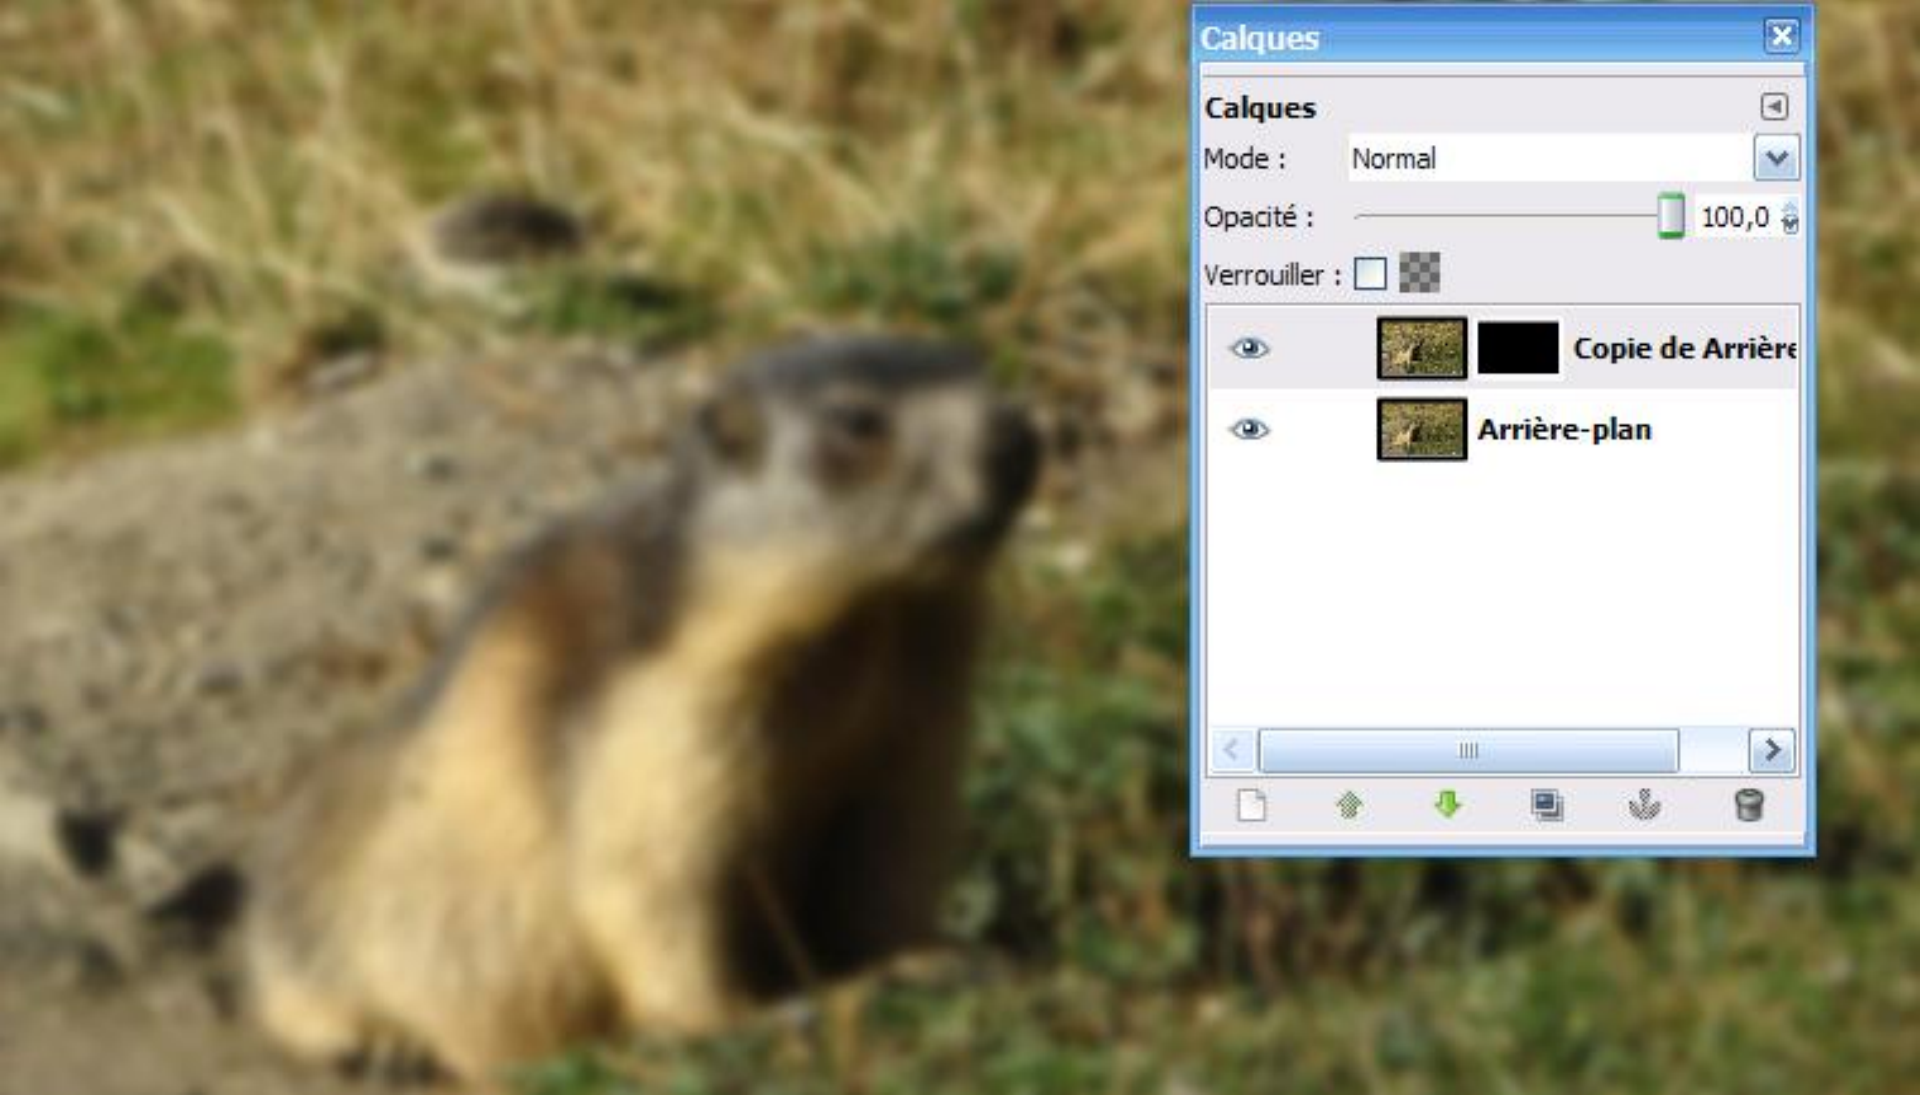 Calques
Calques
Mode : Normal
Opacité : 100,0
Verrouiller :
Copie de Arrière
Arrière-plan